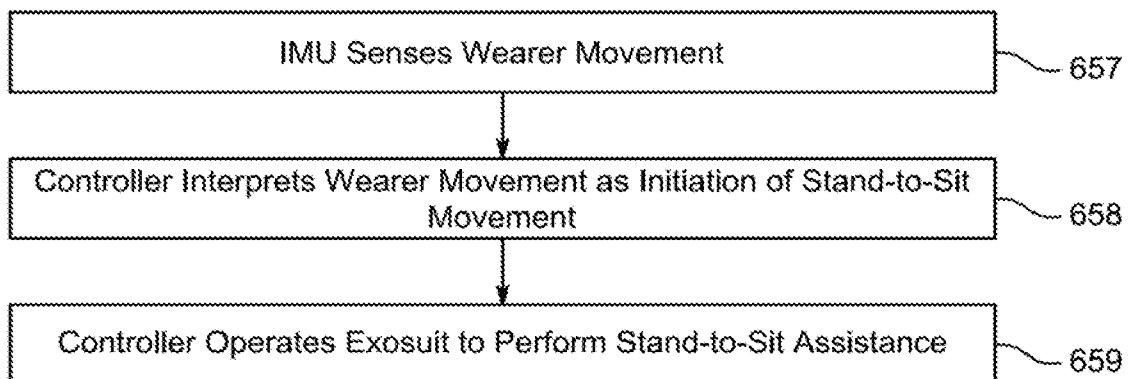 IMU Senses Wearer Movement
657
Controller Interprets Wearer Movement as Initiation of Stand-to-Sit
Movement
658
Controller Operates Exosuit to Perform Stand-to-Sit Assistance
659